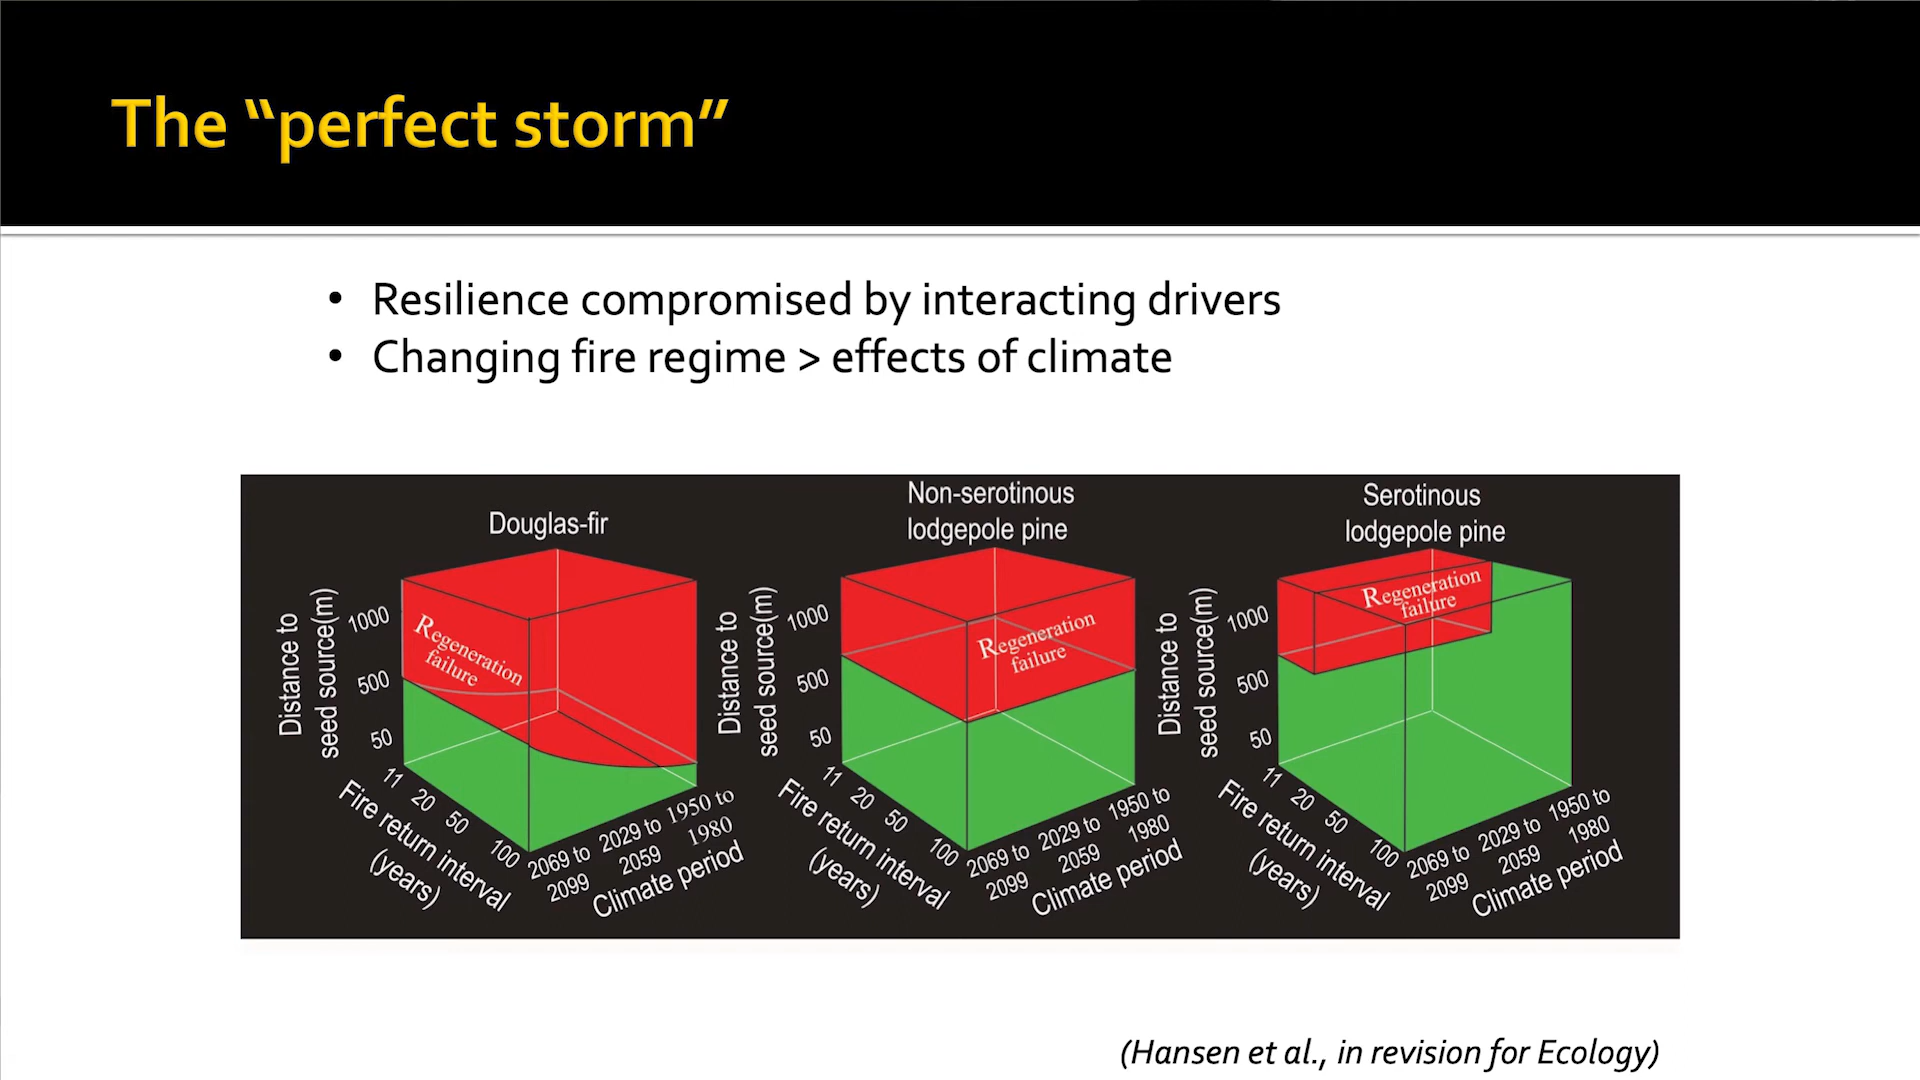 The “perfect storm”
• Resilience compromised by interacting drivers
• Changing fire regime > effects of climate
Douglas-fir
Distance to
seed source(m)
1000
500
50
Regeneration
failure
11
20
50
100
Fire return interval
(years)
2069 to
2099
2029 to
2059
1950 to
1980
Climate period
Non-serotinous
lodgepole pine
Distance to
seed source(m)
1000
500
50
Regeneration
failure
11
20
50
100
Fire return interval
(years)
2069 to
2099
2029 to
2059
1950 to
1980
Climate period
Serotinous
lodgepole pine
Distance to
seed source(m)
1000
500
50
Regeneration
failure
11
20
50
100
Fire return interval
(years)
2069 to
2099
2029 to
2059
1950 to
1980
Climate period
(Hansen et al., in revision for Ecology)